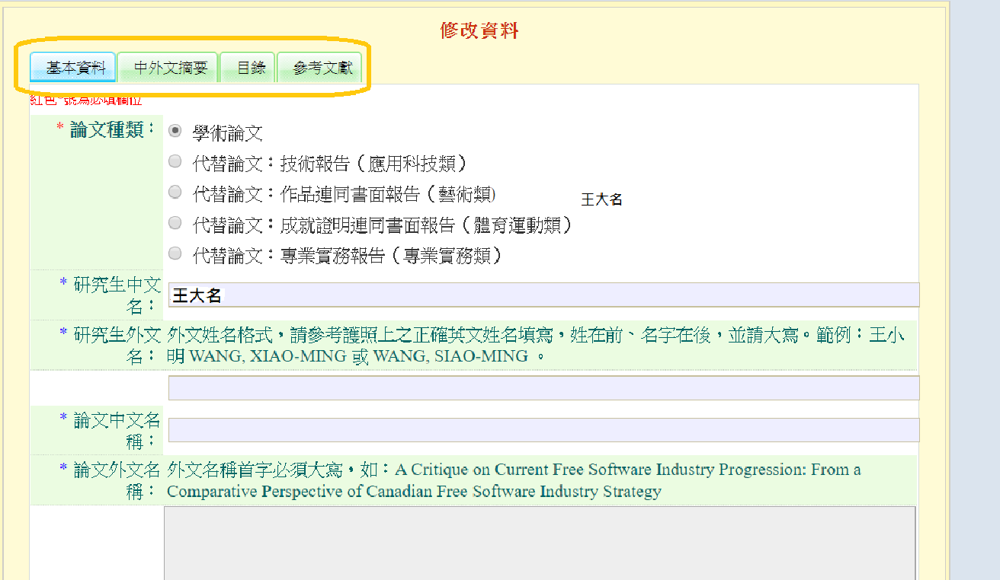 修改資料
基本資料 中外文摘要 目錄 參考文獻
紅色*號為必填欄位
* 論文種類：
學術論文
代替論文：技術報告（應用科技類）
代替論文：作品連同書面報告（藝術類)
王大名
代替論文：成就證明連同書面報告（體育運動類）
代替論文：專業實務報告（專業實務類）
* 研究生中文
名：
王大名
* 研究生外文
名：
外文姓名格式，請參考護照上之正確英文姓名填寫，姓在前、名字在後，並請大寫。範例：王小
明 WANG, XIAO-MING 或 WANG, SIAO-MING 。
* 論文中文名
稱：
* 論文外文名
稱：
外文名稱首字必須大寫，如：A Critique on Current Free Software Industry Progression: From a
Comparative Perspective of Canadian Free Software Industry Strategy